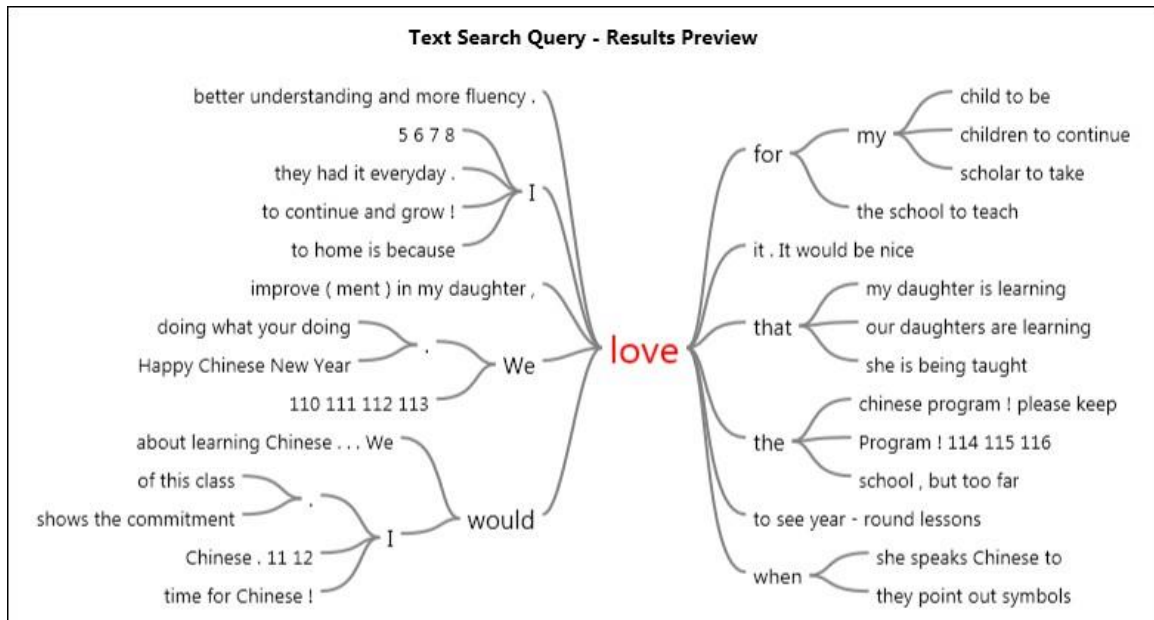 Text Search Query - Results Preview
better understanding and more fluency .
5 6 7 8
they had it everyday .
to continue and grow !
to home is because
I
improve ( ment ) in my daughter ,
doing what your doing
Happy Chinese New Year
.
110 111 112 113
We
about learning Chinese . . . We
of this class
shows the commitment
.
Chinese . 11 12
time for Chinese !
I
would
love
for
my
child to be
children to continue
scholar to take
the school to teach
it . It would be nice
that
my daughter is learning
our daughters are learning
she is being taught
the
chinese program ! please keep
Program ! 114 115 116
school , but too far
to see year - round lessons
when
she speaks Chinese to
they point out symbols